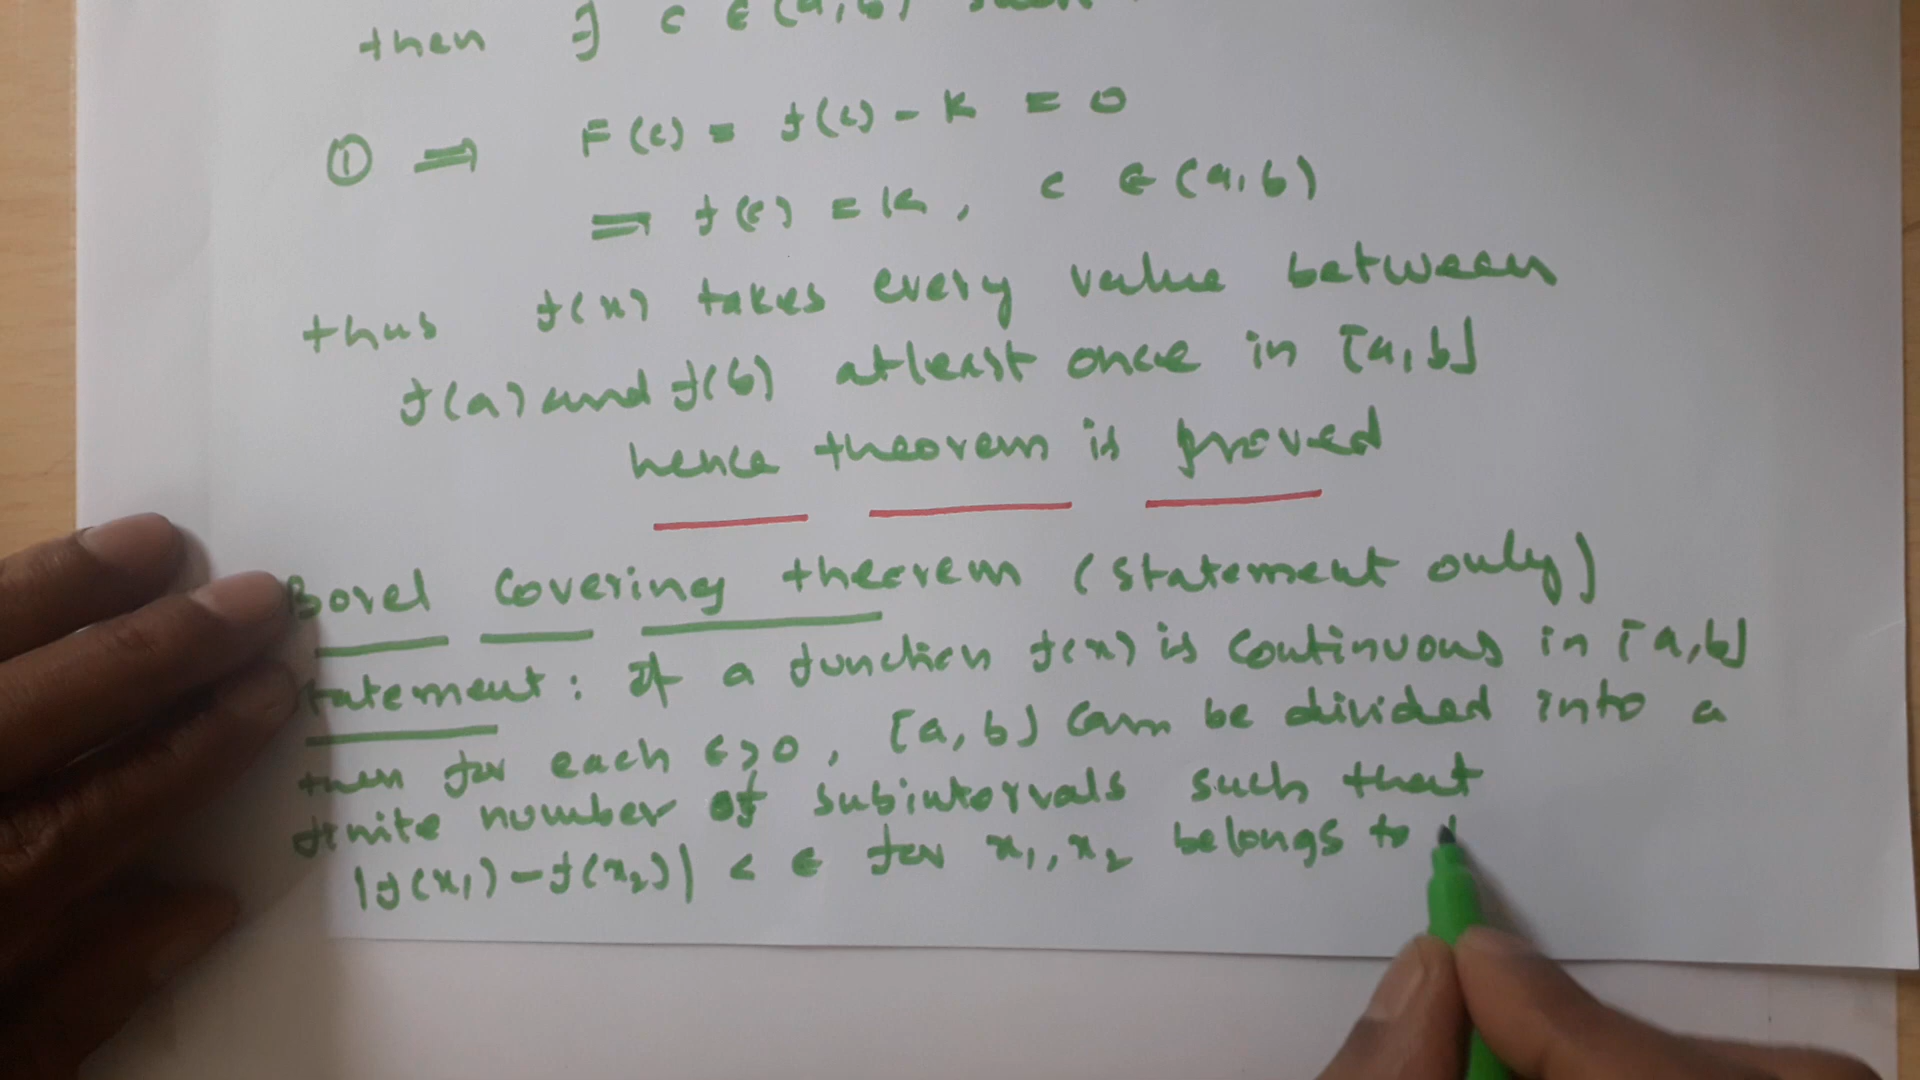 then ∃ c ∈ (a,b) such
① ⇒ F(c) = f(c) - K = 0
⇒ f(c) = K, c ∈ (a,b)
thus f(x) takes every value between
f(a) and f(b) atleast once in [a,b]
hence theorem is proved
Borel Covering theorem (statement only)
statement: If a function f(x) is continuous in [a,b]
then for each ϵ>0, [a,b] can be divided into a
finite number of subintervals such that
|f(x₁)-f(x₂)| < ϵ for x₁, x₂ belongs to